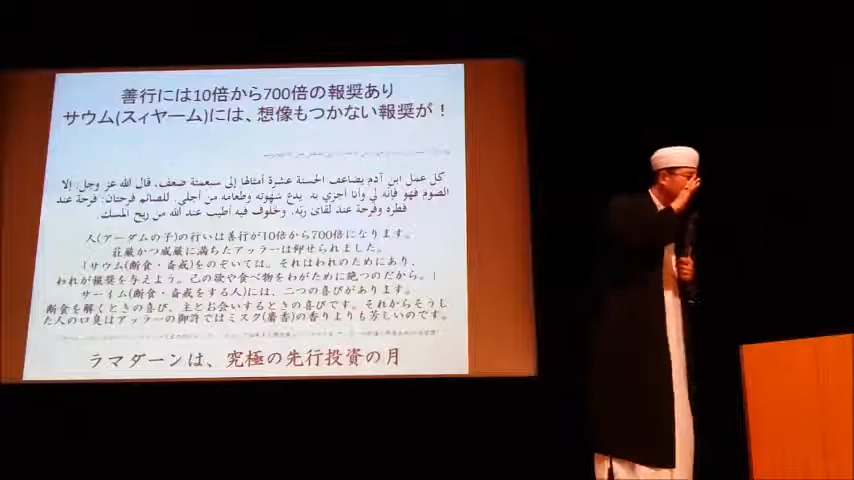 善行には10倍から700倍の報奨あり
サウム(スィヤーム)には、想像もつかない報奨が！
كل عمل ابن آدم يضاعف الحسنة عشرة أمثالها إلى سبعمئة ضعف، قال الله عز وجل: إلا
الصوم فهو فإنه لي وأنا أجزي به يدع شهوته وطعامه من أجلي. للصائم فرحتان: فرحة عند
فطره وفرحة عند لقاء ربه. وخلوف فيه أطيب عند الله من ريح المسك.
人(アーダムの子)の行いは善行が10倍から700倍になります。
荘厳かつ威厳に満ちたアッラーは仰せられました。
「サウム(断食・斎戒)をのぞいては。それはわれのためにあり、
われが報奨を与えよう。己の欲や食べ物をわがために絶つのだから。」
サーイム(断食・斎戒をする人)には、二つの喜びがあります。
断食を解くときの喜び、主とお会いするときの喜びです。それからそうし
た人の口臭はアッラーの御許ではミスク(麝香)の香りよりも芳しいのです。
ラマダーンは、究極の先行投資の月